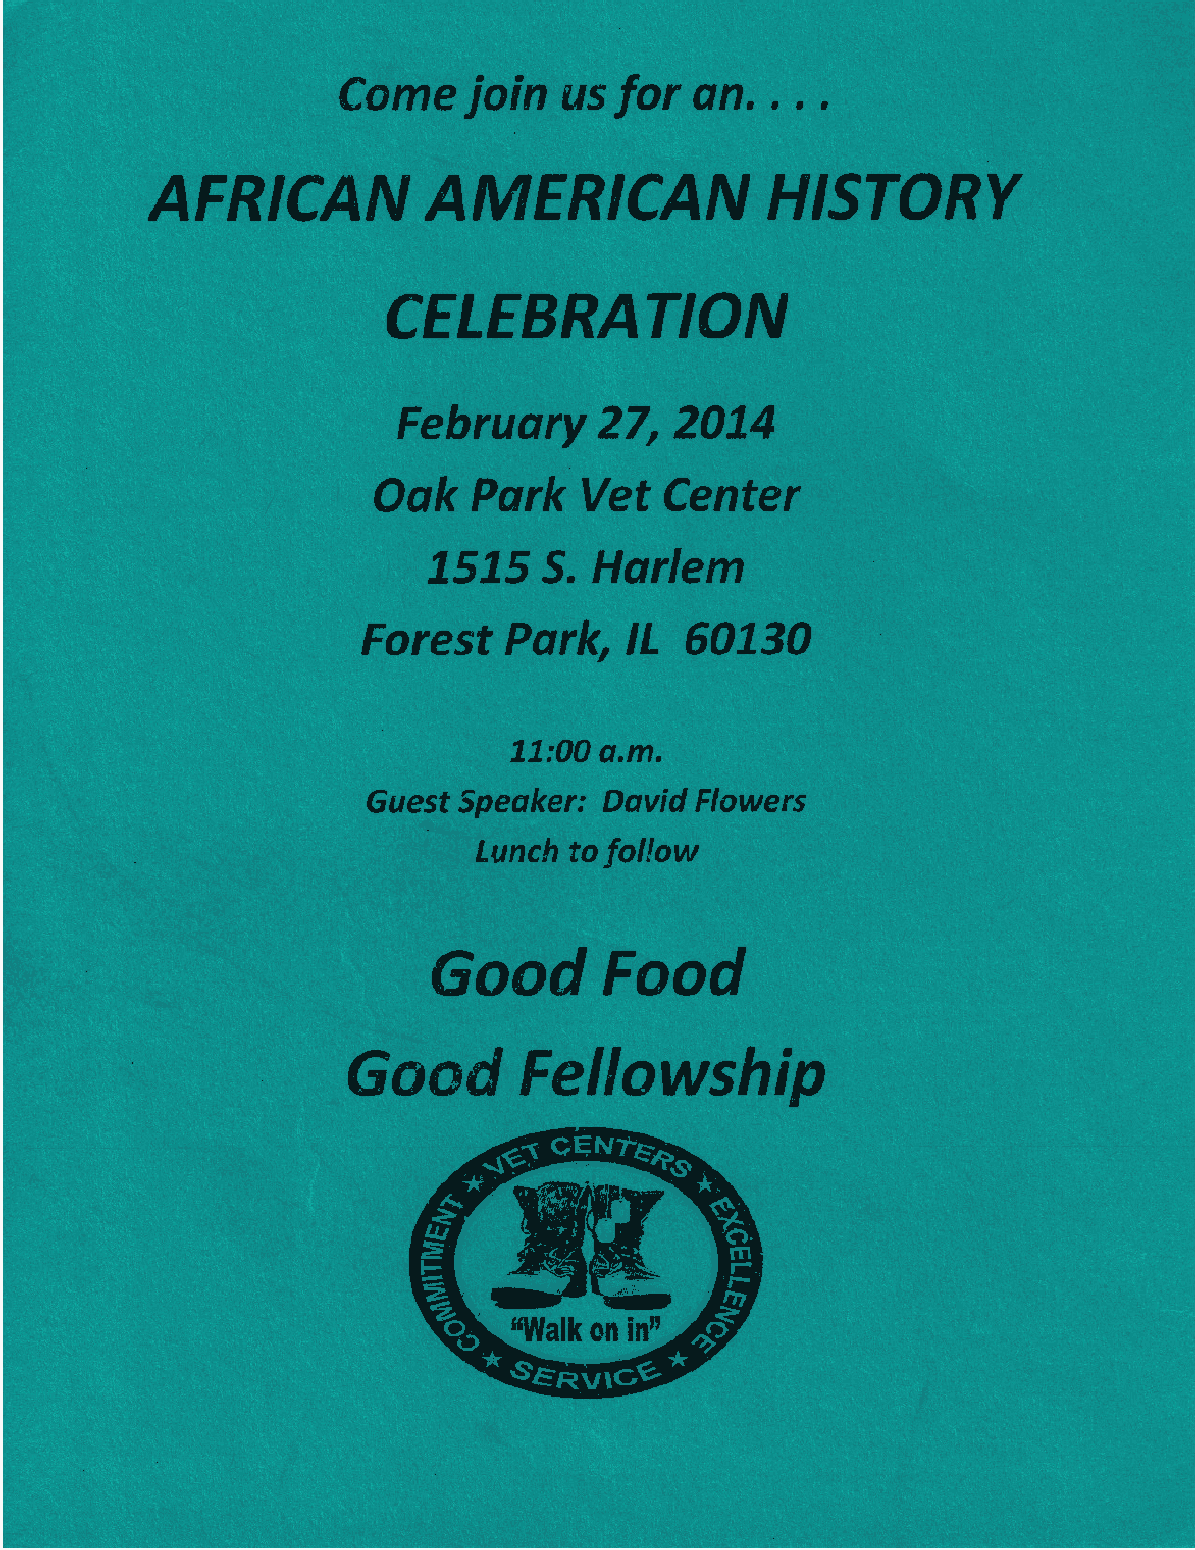 Come join us for an. . . .
AFRICAN AMERICAN HISTORY
CELEBRATION
February 27, 2014
Oak Park Vet Center
1515 S. Harlem
Forest Park, IL  60130
11:00 a.m.
Guest Speaker:  David Flowers
Lunch to follow
Good Food
Good Fellowship
★ VET CENTERS ★
COMMITMENT
EXCELLENCE
"Walk on in"
★ SERVICE ★